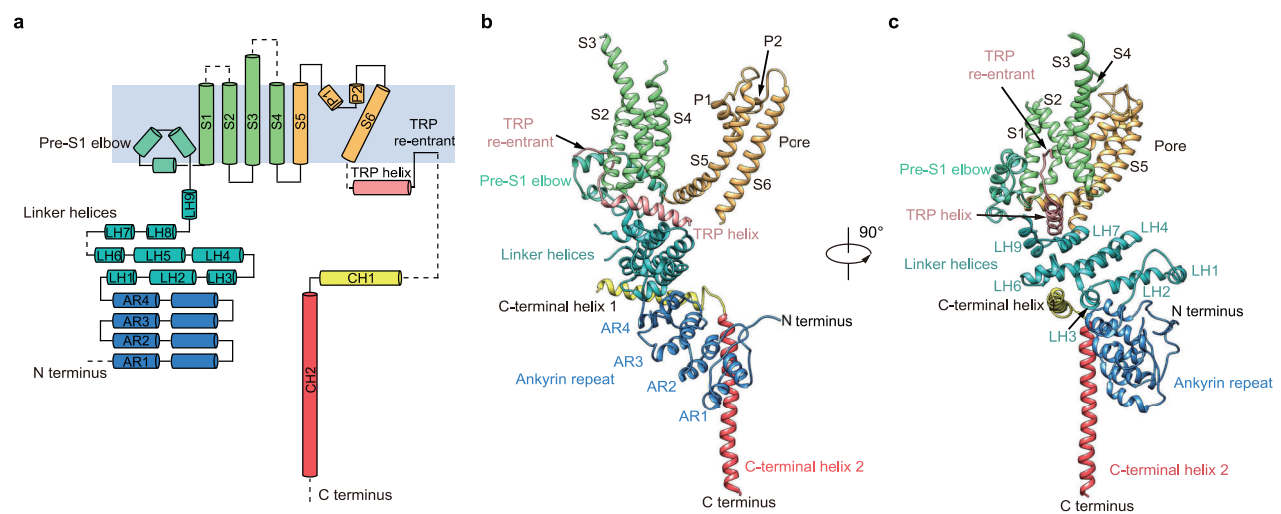 a
Pre-S1 elbow
S1
S2
S3
S4
S5
P1
P2
S6
TRP
re-entrant
TRP helix
LH9
Linker helices
LH7
LH8
LH6
LH5
LH4
LH1
LH2
LH3
AR4
AR3
AR2
AR1
N terminus
CH1
CH2
C terminus
b
S3
P2
P1
S2
S4
TRP
re-entrant
Pore
Pre-S1 elbow
S5
S6
TRP helix
Linker helices
C-terminal helix 1
N terminus
AR4
AR3
Ankyrin repeat
AR2
AR1
C-terminal helix 2
C terminus
90°
c
S4
S3
TRP
re-entrant
S2
S1
Pore
Pre-S1 elbow
S5
TRP helix
LH7
LH4
LH9
Linker helices
LH1
LH6
LH2
C-terminal helix
N terminus
LH3
Ankyrin repeat
C-terminal helix 2
C terminus